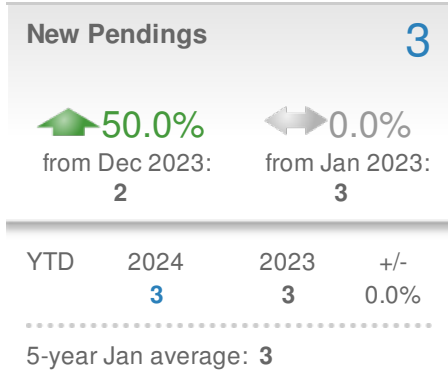 New Pendings 3
50.0% 0.0%
from Dec 2023: from Jan 2023:
2 3
YTD 2024 2023 +/-
3 3 0.0%
5-year Jan average: 3